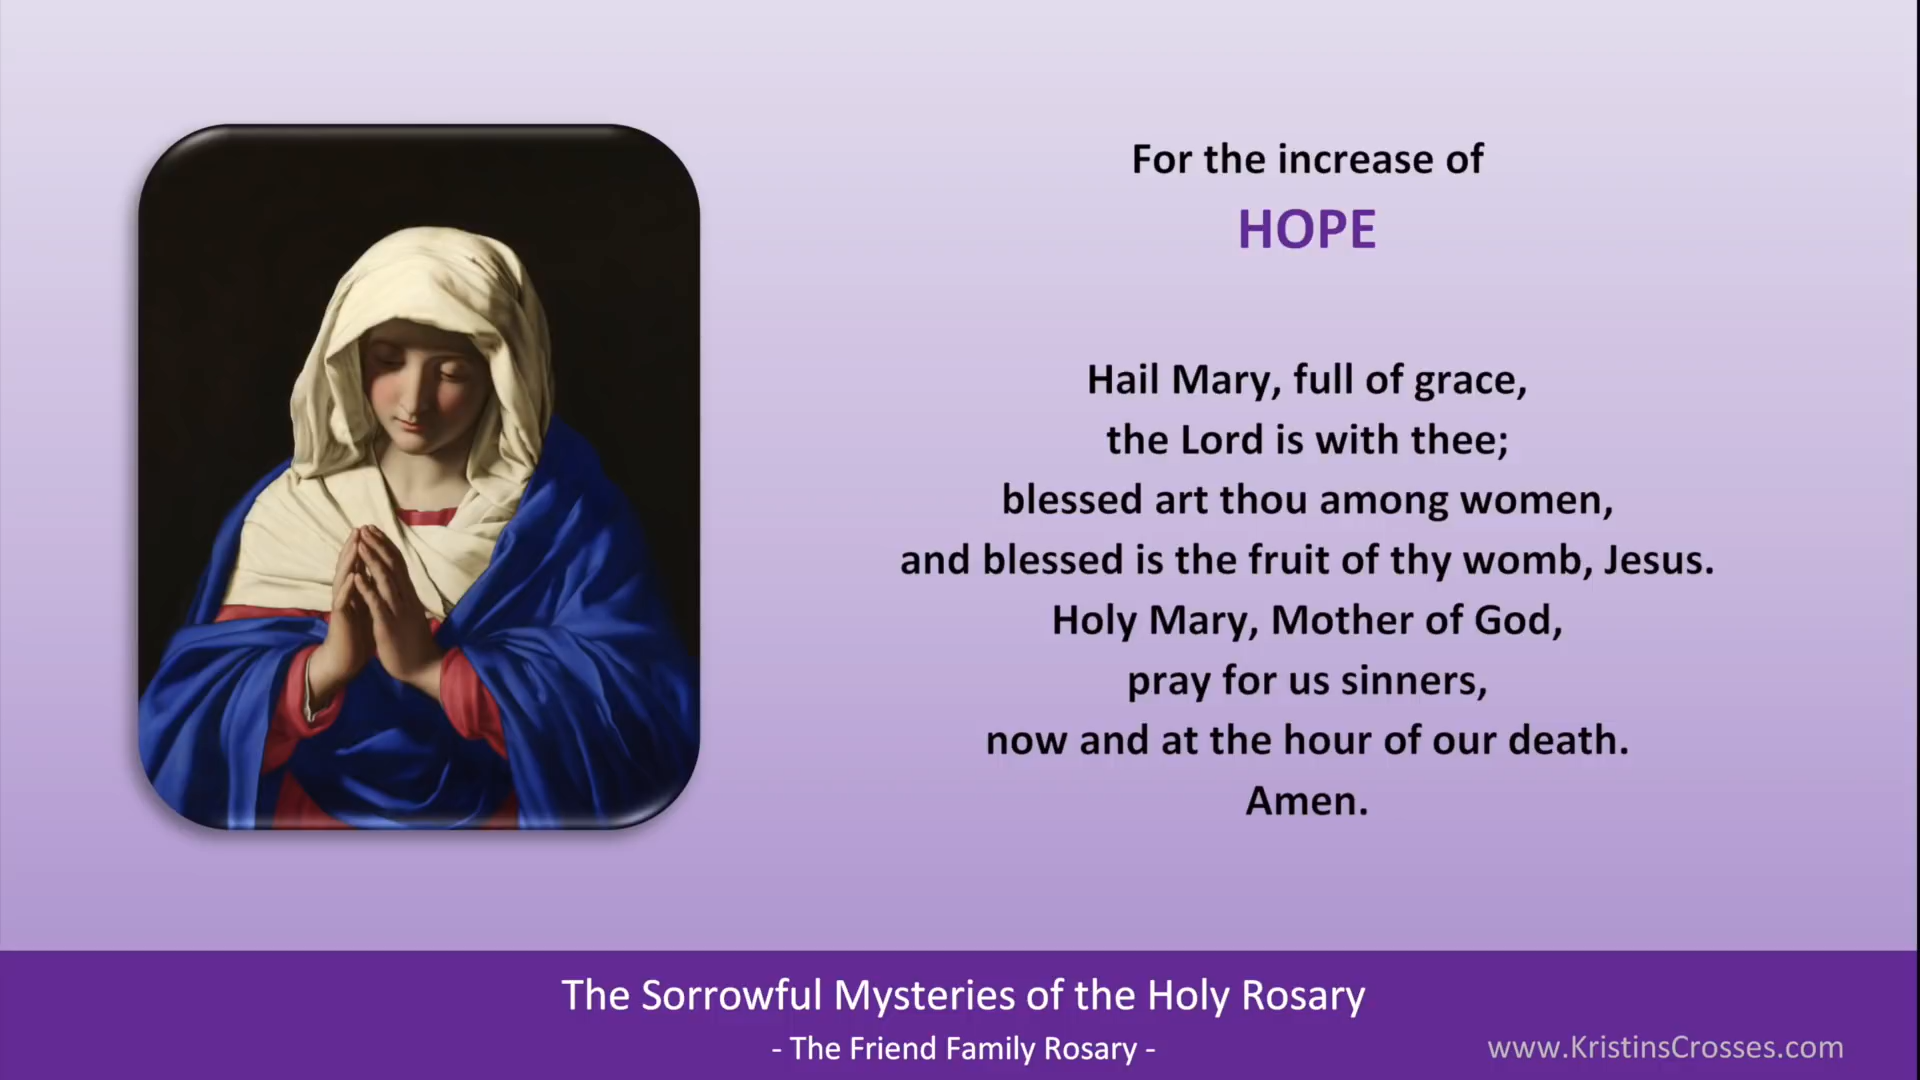 For the increase of
HOPE
Hail Mary, full of grace,
the Lord is with thee;
blessed art thou among women,
and blessed is the fruit of thy womb, Jesus.
Holy Mary, Mother of God,
pray for us sinners,
now and at the hour of our death.
Amen.
The Sorrowful Mysteries of the Holy Rosary
- The Friend Family Rosary -
www.KristinsCrosses.com